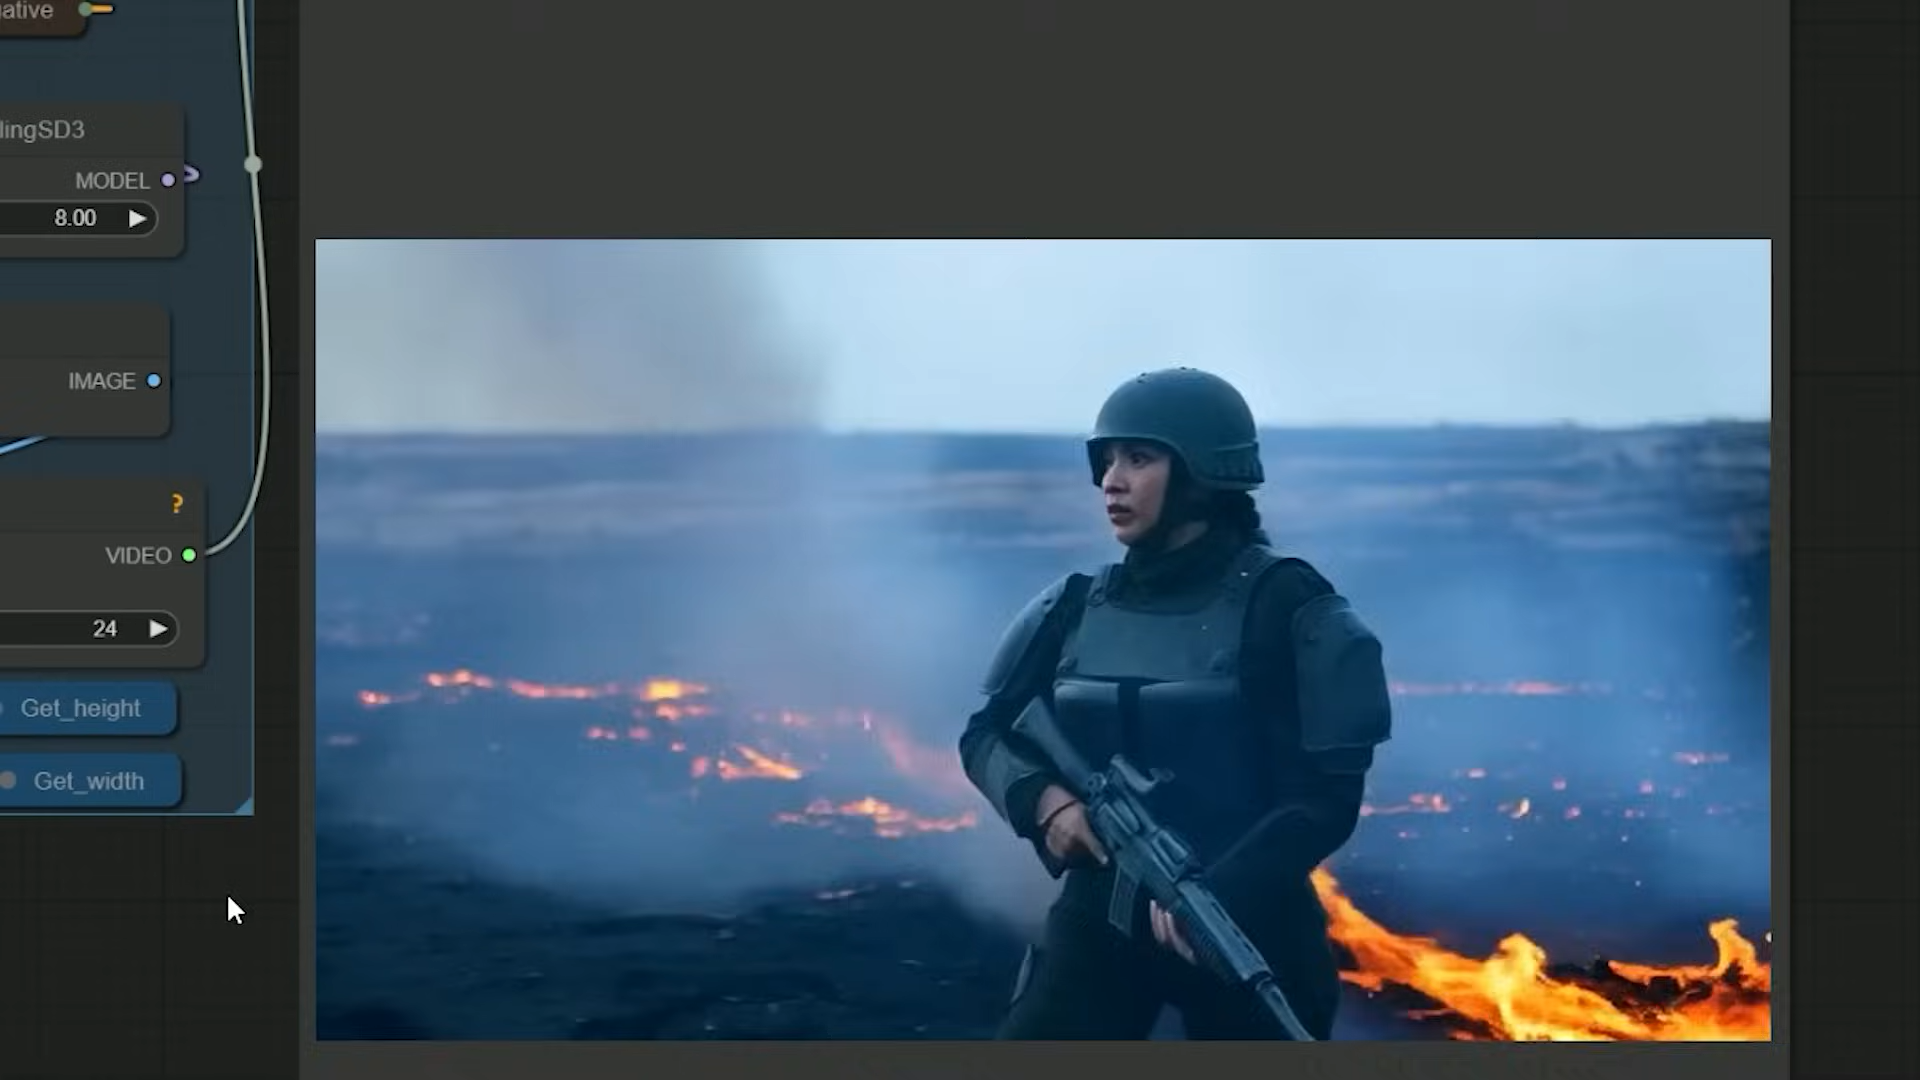 ative
lingSD3
MODEL
8.00
IMAGE
?
VIDEO
24
Get_height
Get_width